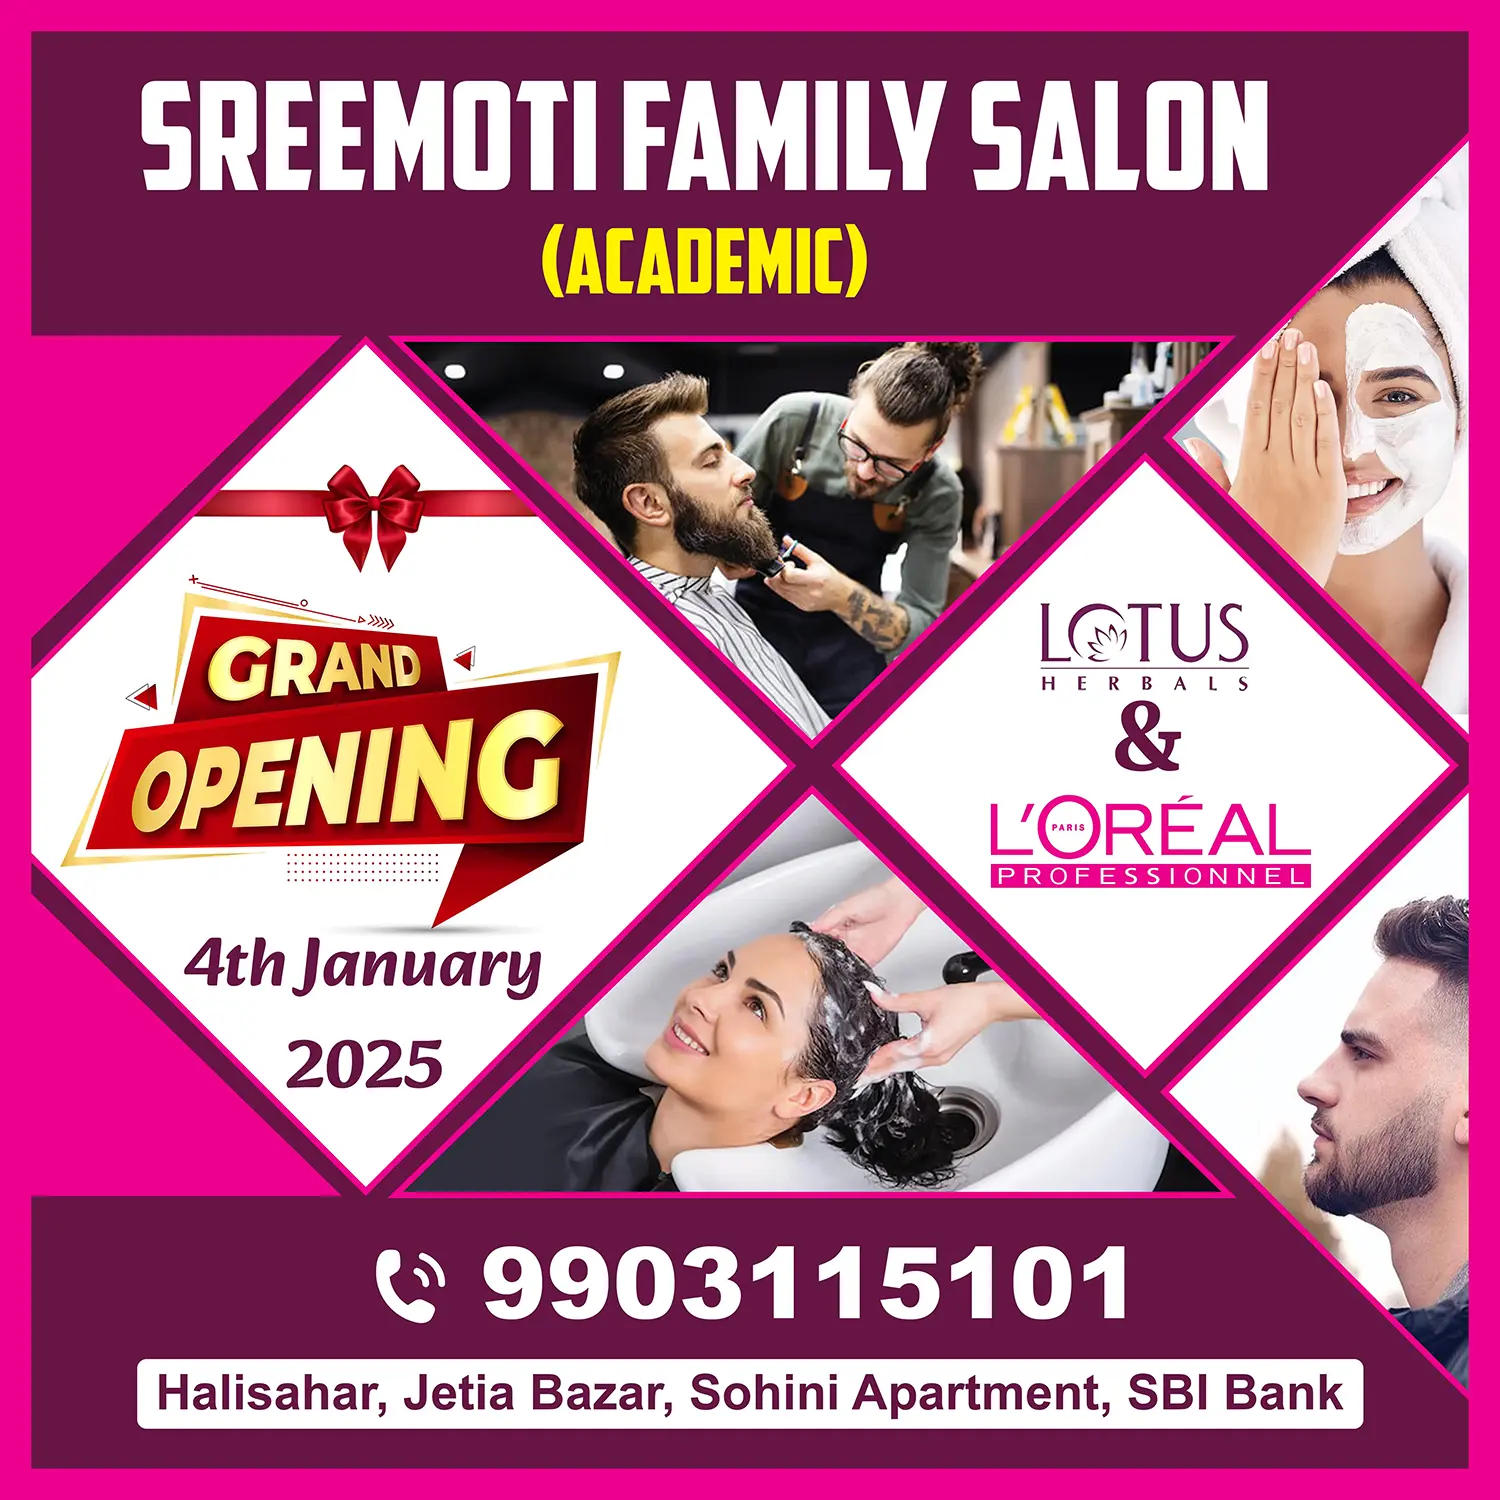 SREEMOTI FAMILY SALON
(ACADEMIC)
GRAND
OPENING
4th January
2025
LOTUS
HERBALS
&
L'ORÉAL
PARIS
PROFESSIONNEL
9903115101
Halisahar, Jetia Bazar, Sohini Apartment, SBI Bank